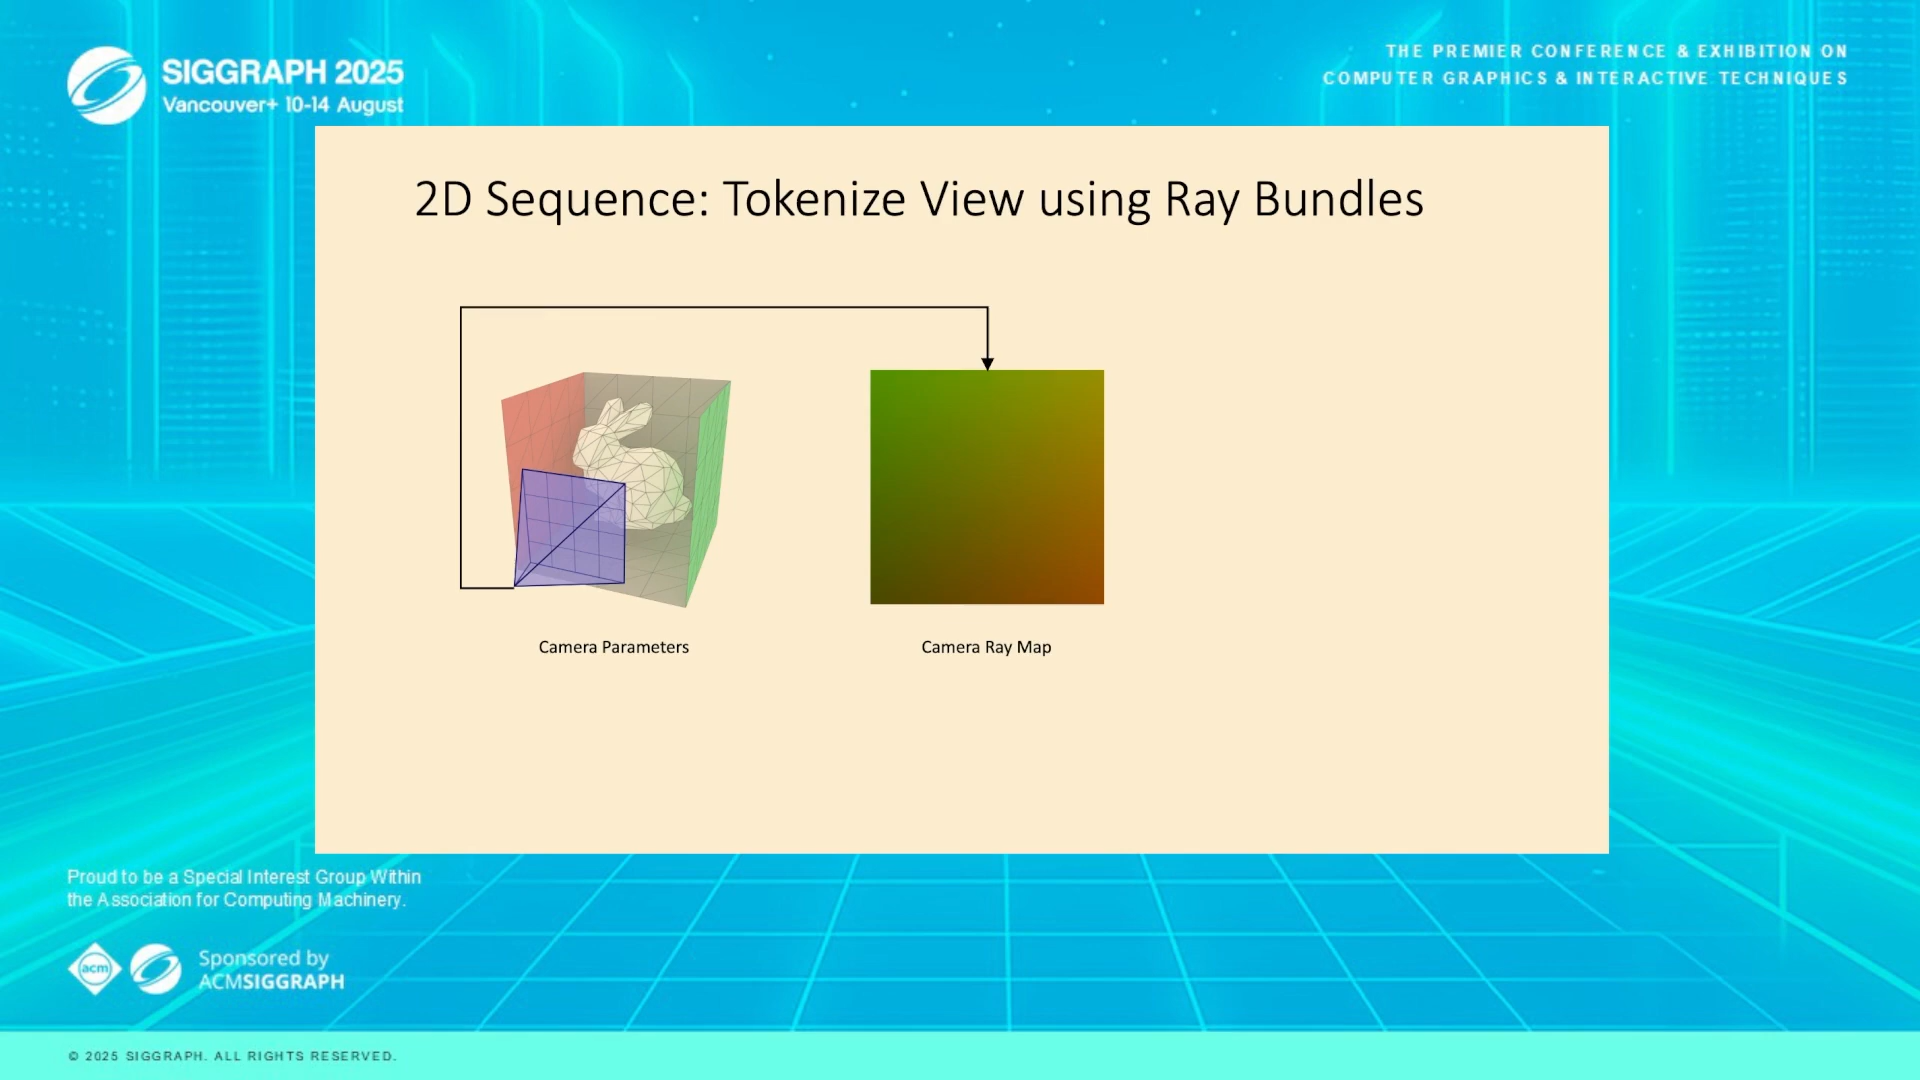 SIGGRAPH 2025
Vancouver+ 10-14 August
THE PREMIER CONFERENCE & EXHIBITION ON
COMPUTER GRAPHICS & INTERACTIVE TECHNIQUES
2D Sequence: Tokenize View using Ray Bundles
Camera Parameters
Camera Ray Map
Proud to be a Special Interest Group Within
the Association for Computing Machinery.
acm
Sponsored by
ACMSIGGRAPH
© 2025 SIGGRAPH. ALL RIGHTS RESERVED.